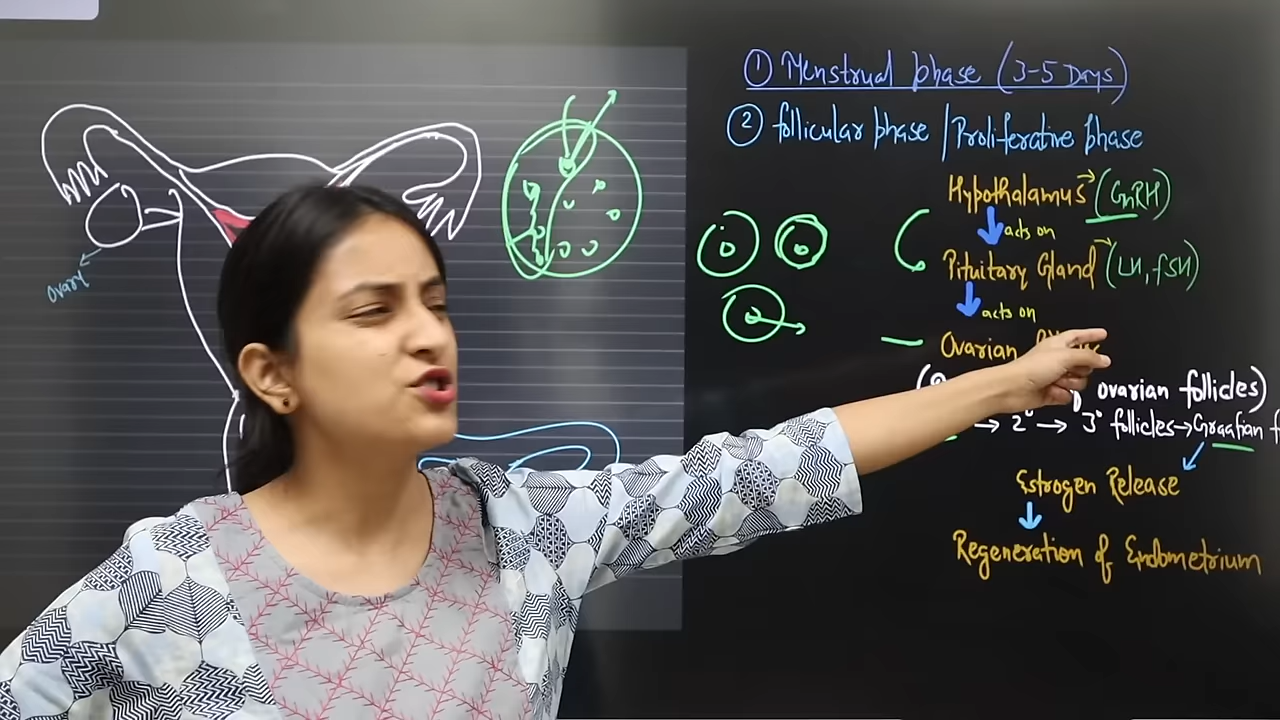 ① Menstrual phase (3-5 Days)
② follicular phase / Proliferative phase
Hypothalamus → (GnRH)
acts on
Pituitary Gland → (LH, FSH)
acts on
Ovarian
ovarian follicles)
→ 2° → 3° follicles → Graafian f
Estrogen Release
Regeneration of Endometrium
ovary